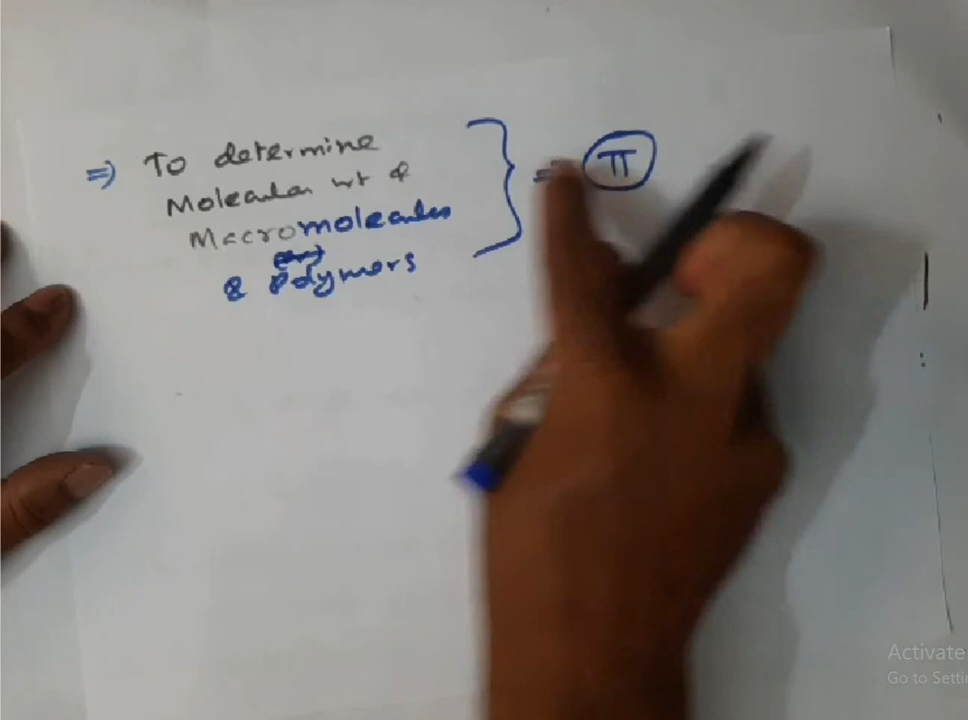 ⇒) To determine
Molecular wt of
Macromolecules
& Polymers
⇒ π
Activate
Go to Setti